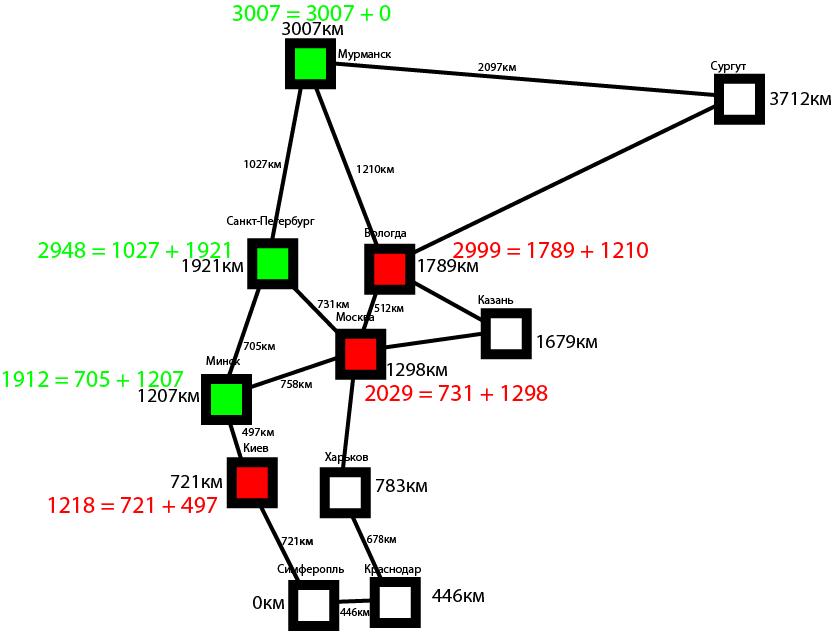 3007 = 3007 + 0
3007км
Мурманск
Сургут
2097км
3712км
1027км
1210км
Санкт-Петербург
Вологда
2948 = 1027 + 1921
2999 = 1789 + 1210
1921км
1789км
731км
512км
Казань
Москва
1679км
705км
Минск
1298км
1912 = 705 + 1207
758км
1207км
2029 = 731 + 1298
497км
Киев
Харьков
721км
783км
1218 = 721 + 497
721км
678км
Симферопль
Краснодар
0км
446км
446км